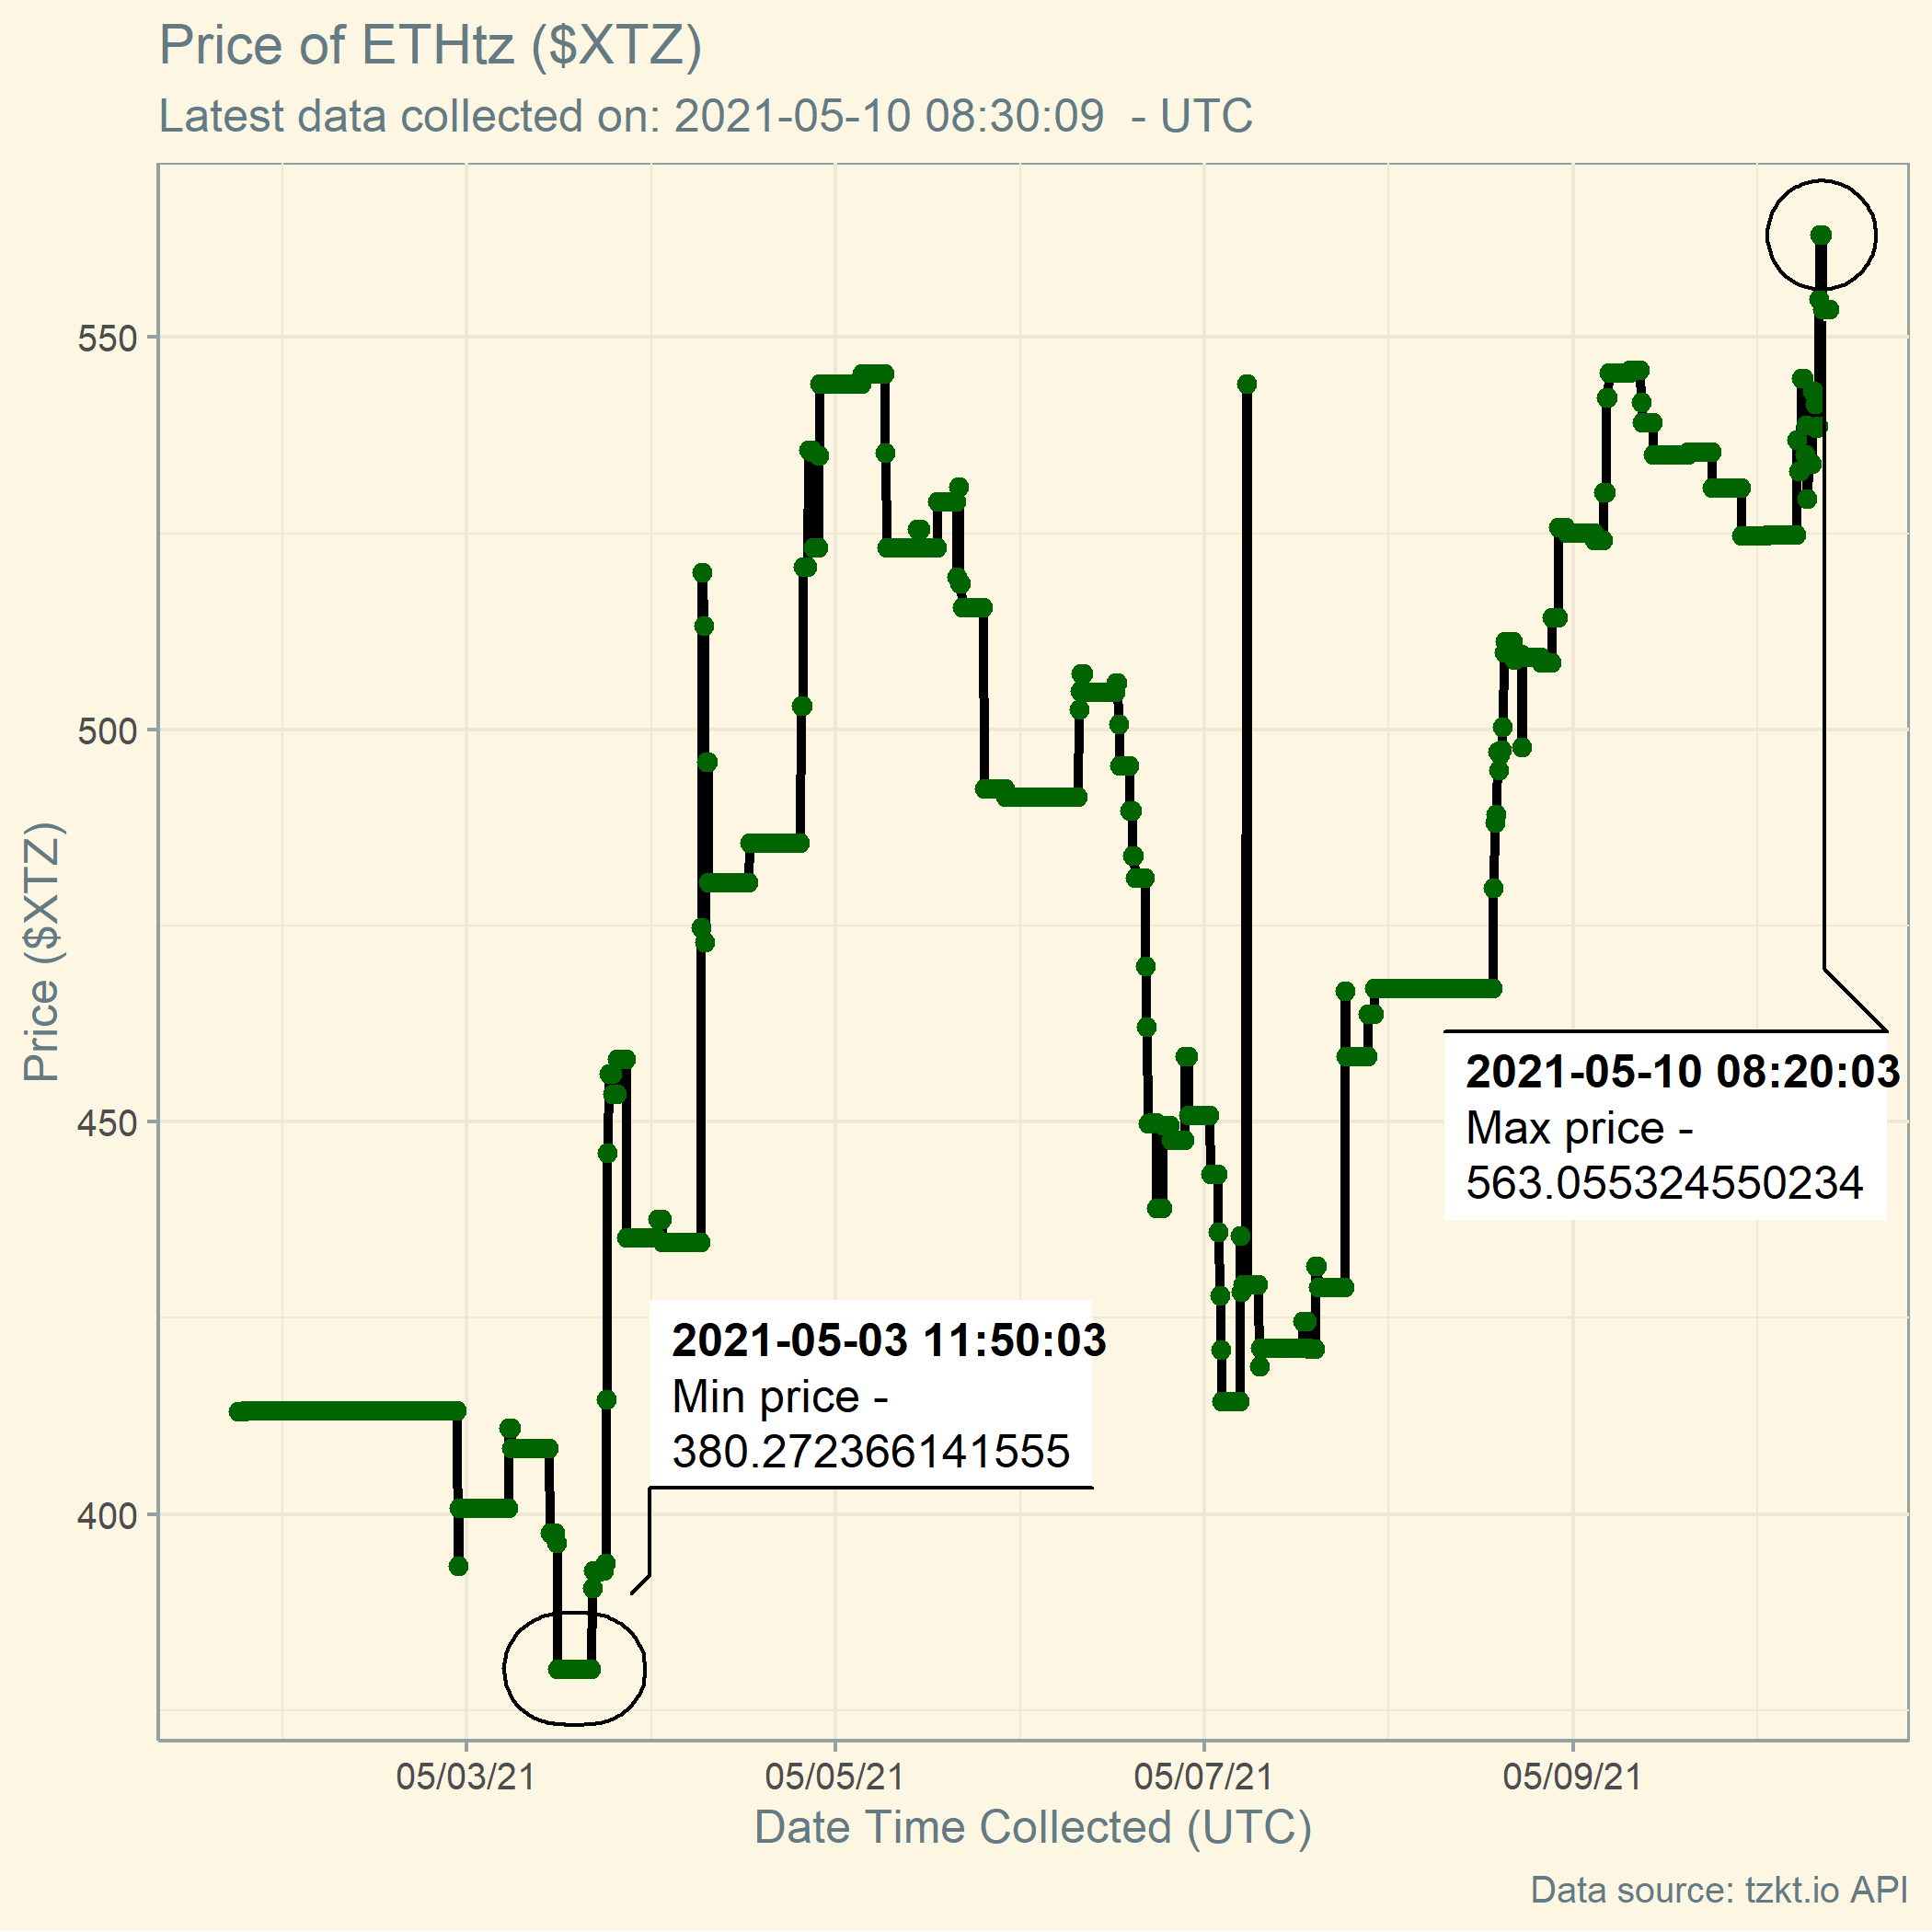 Price of ETHtz ($XTZ)
Latest data collected on: 2021-05-10 08:30:09  - UTC
550
500
450
400
Price ($XTZ)
2021-05-10 08:20:03
Max price -
563.055324550234
2021-05-03 11:50:03
Min price -
380.272366141555
05/03/21
05/05/21
05/07/21
05/09/21
Date Time Collected (UTC)
Data source: tzkt.io API